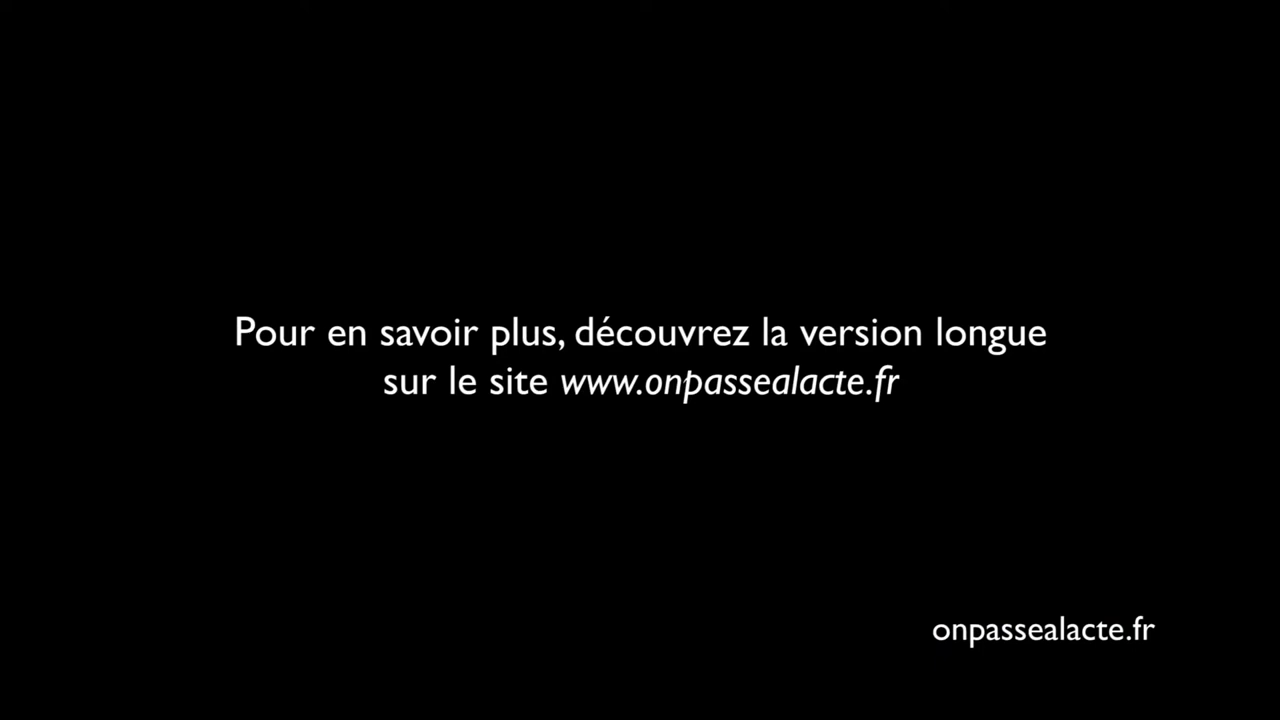 Pour en savoir plus, découvrez la version longue
sur le site www.onpassealacte.fr
onpassealacte.fr